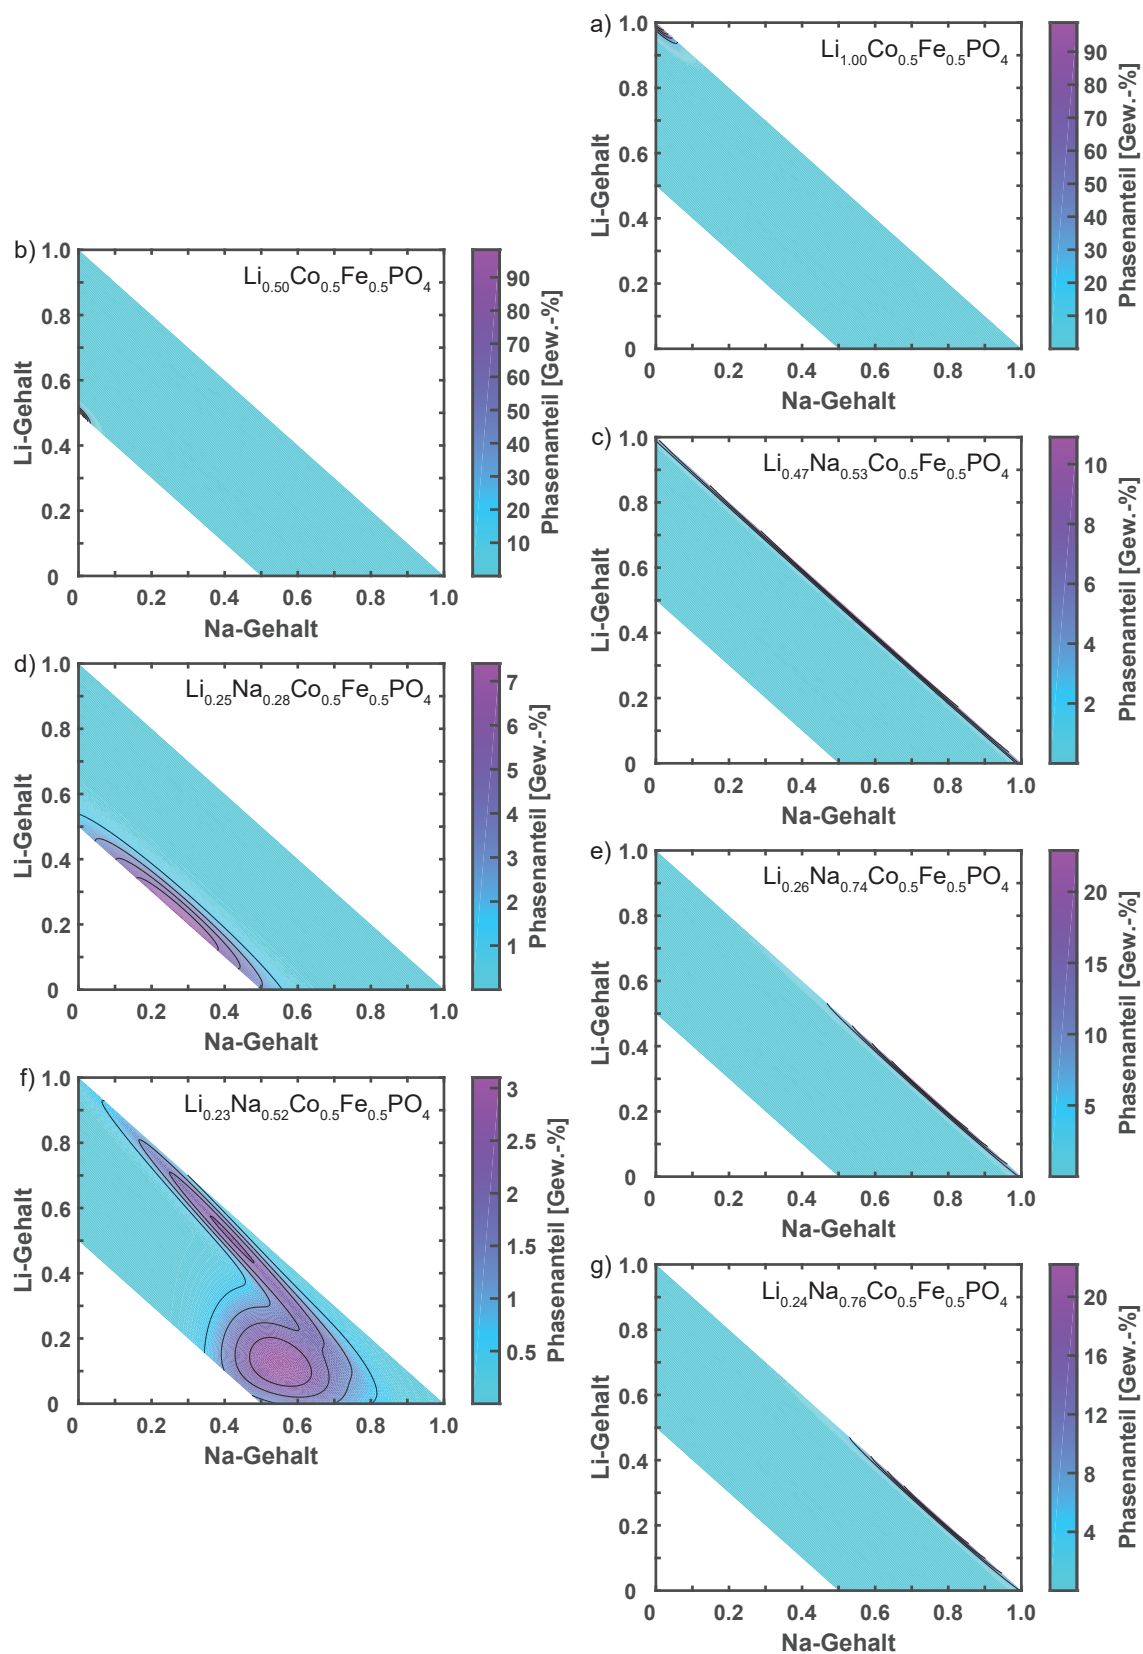 a)
Li1.00Co0.5Fe0.5PO4
1.0
0.8
0.6
0.4
0.2
0
Li-Gehalt
0 0.2 0.4 0.6 0.8 1.0
Na-Gehalt
90
80
70
60
50
40
30
20
10
Phasenanteil [Gew.-%]
b)
Li0.50Co0.5Fe0.5PO4
1.0
0.8
0.6
0.4
0.2
0
Li-Gehalt
0 0.2 0.4 0.6 0.8 1.0
Na-Gehalt
90
80
70
60
50
40
30
20
10
Phasenanteil [Gew.-%]
c)
Li0.47Na0.53Co0.5Fe0.5PO4
1.0
0.8
0.6
0.4
0.2
0
Li-Gehalt
0 0.2 0.4 0.6 0.8 1.0
Na-Gehalt
10
8
6
4
2
Phasenanteil [Gew.-%]
d)
Li0.25Na0.28Co0.5Fe0.5PO4
1.0
0.8
0.6
0.4
0.2
0
Li-Gehalt
0 0.2 0.4 0.6 0.8 1.0
Na-Gehalt
7
6
5
4
3
2
1
Phasenanteil [Gew.-%]
e)
Li0.26Na0.74Co0.5Fe0.5PO4
1.0
0.8
0.6
0.4
0.2
0
Li-Gehalt
0 0.2 0.4 0.6 0.8 1.0
Na-Gehalt
20
15
10
5
Phasenanteil [Gew.-%]
f)
Li0.23Na0.52Co0.5Fe0.5PO4
1.0
0.8
0.6
0.4
0.2
0
Li-Gehalt
0 0.2 0.4 0.6 0.8 1.0
Na-Gehalt
3
2.5
2
1.5
1
0.5
Phasenanteil [Gew.-%]
g)
Li0.24Na0.76Co0.5Fe0.5PO4
1.0
0.8
0.6
0.4
0.2
0
Li-Gehalt
0 0.2 0.4 0.6 0.8 1.0
Na-Gehalt
20
16
12
8
4
Phasenanteil [Gew.-%]